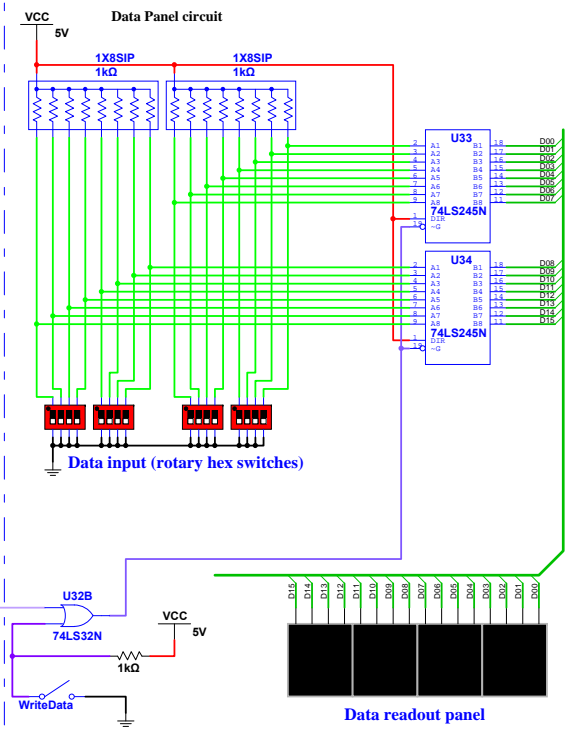 VCC
5V
Data Panel circuit
1X8SIP
1kΩ
1X8SIP
1kΩ
U33
2 A1 B1 18 D00
3 A2 B2 17 D01
4 A3 B3 16 D02
5 A4 B4 15 D03
6 A5 B5 14 D04
7 A6 B6 13 D05
8 A7 B7 12 D06
9 A8 B8 11 D07
74LS245N
1 DIR
19 ~G
U34
2 A1 B1 18 D08
3 A2 B2 17 D09
4 A3 B3 16 D10
5 A4 B4 15 D11
6 A5 B5 14 D12
7 A6 B6 13 D13
8 A7 B7 12 D14
9 A8 B8 11 D15
74LS245N
1 DIR
19 ~G
Data input (rotary hex switches)
U32B
74LS32N
VCC
5V
1kΩ
WriteData
D15 D14 D13 D12 D11 D10 D09 D08 D07 D06 D05 D04 D03 D02 D01 D00
Data readout panel